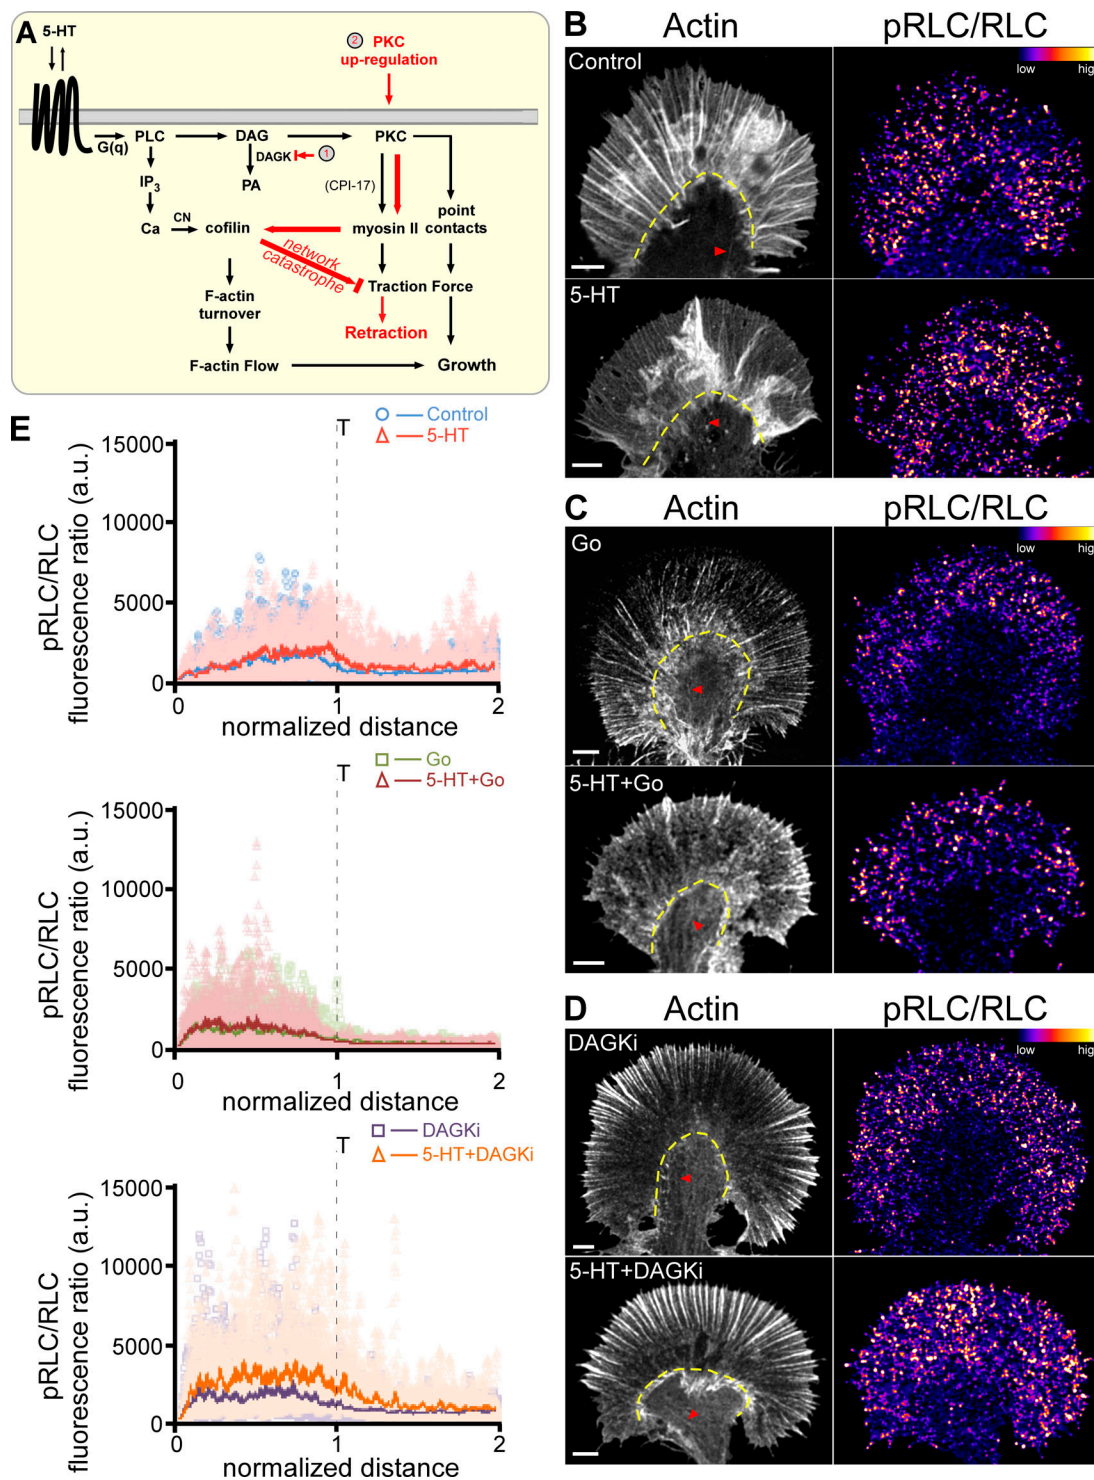 A
5-HT
2 PKC
up-regulation
G(q)
PLC
DAG
PKC
DAGK
1
IP3
PA
(CPI-17)
Ca
CN
cofilin
myosin II
point
contacts
network
catastrophe
Traction Force
F-actin
turnover
Retraction
F-actin Flow
Growth
B
Actin
pRLC/RLC
Control
low
high
5-HT
C
Actin
pRLC/RLC
Go
low
high
5-HT+Go
D
Actin
pRLC/RLC
DAGKi
low
high
5-HT+DAGKi
E
Control
5-HT
T
15000
10000
5000
0
pRLC/RLC
fluorescence ratio (a.u.)
0
1
2
normalized distance
Go
5-HT+Go
T
15000
10000
5000
0
pRLC/RLC
fluorescence ratio (a.u.)
0
1
2
normalized distance
DAGKi
5-HT+DAGKi
T
15000
10000
5000
0
pRLC/RLC
fluorescence ratio (a.u.)
0
1
2
normalized distance